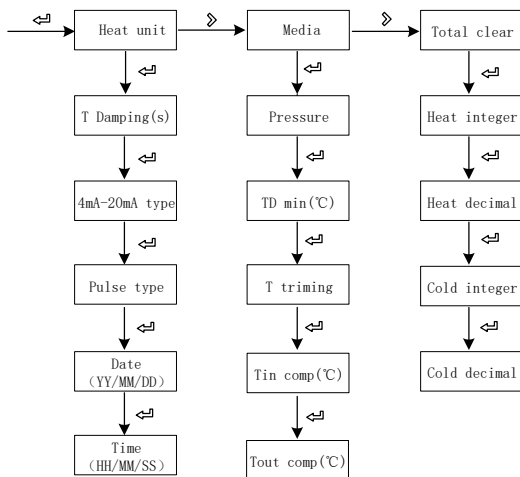 Heat unit
Media
Total clear
T Damping(s)
Pressure
Heat integer
4mA-20mA type
TD min(℃)
Heat decimal
Pulse type
T triming
Cold integer
Date
(YY/MM/DD)
Tin comp(℃)
Cold decimal
Time
(HH/MM/SS)
Tout comp(℃)